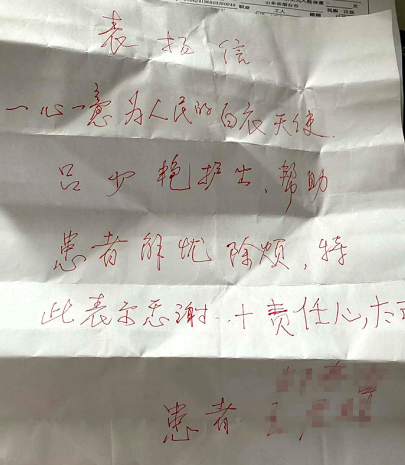 表扬信
一心一意为人民的白衣天使
吕少艳护士、帮助
患者解忧除烦,特
此表示感谢..十责任心,
患者